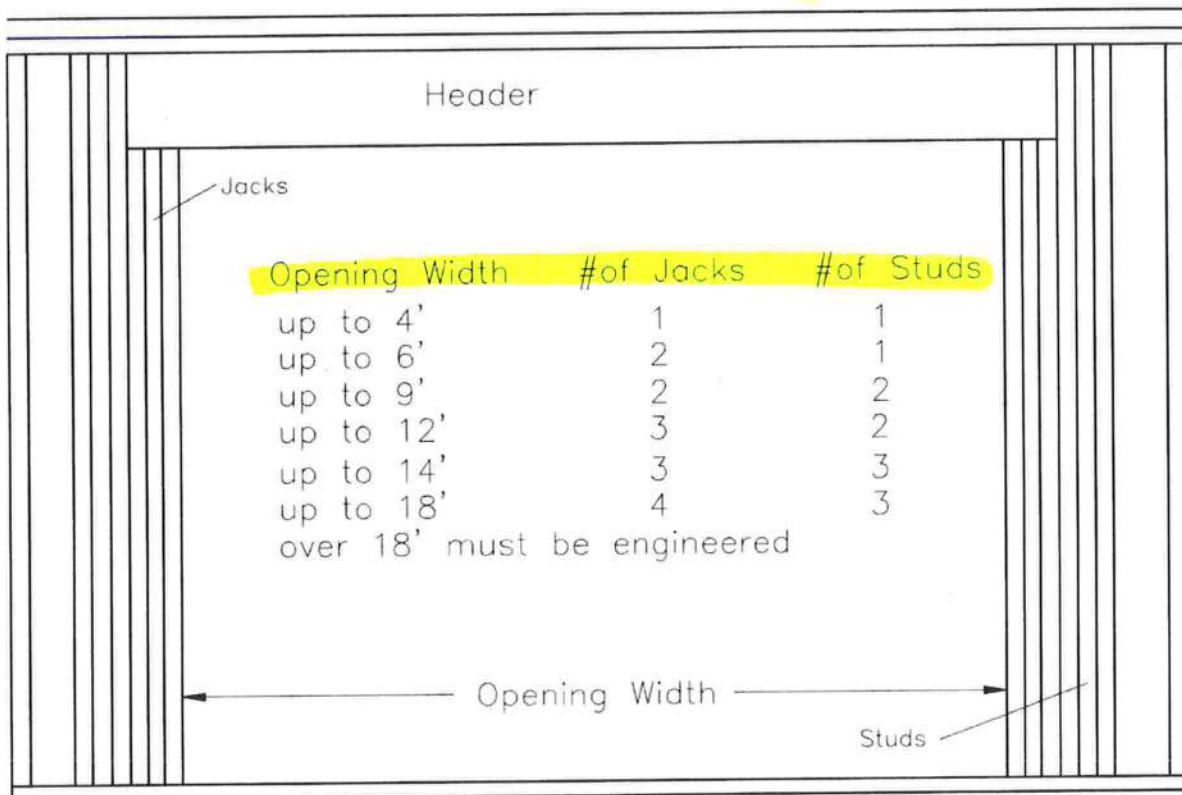 Header
Jacks
Opening Width #of Jacks #of Studs
up to 4' 1 1
up to 6' 2 1
up to 9' 2 2
up to 12' 3 2
up to 14' 3 3
up to 18' 4 3
over 18' must be engineered
Opening Width
Studs